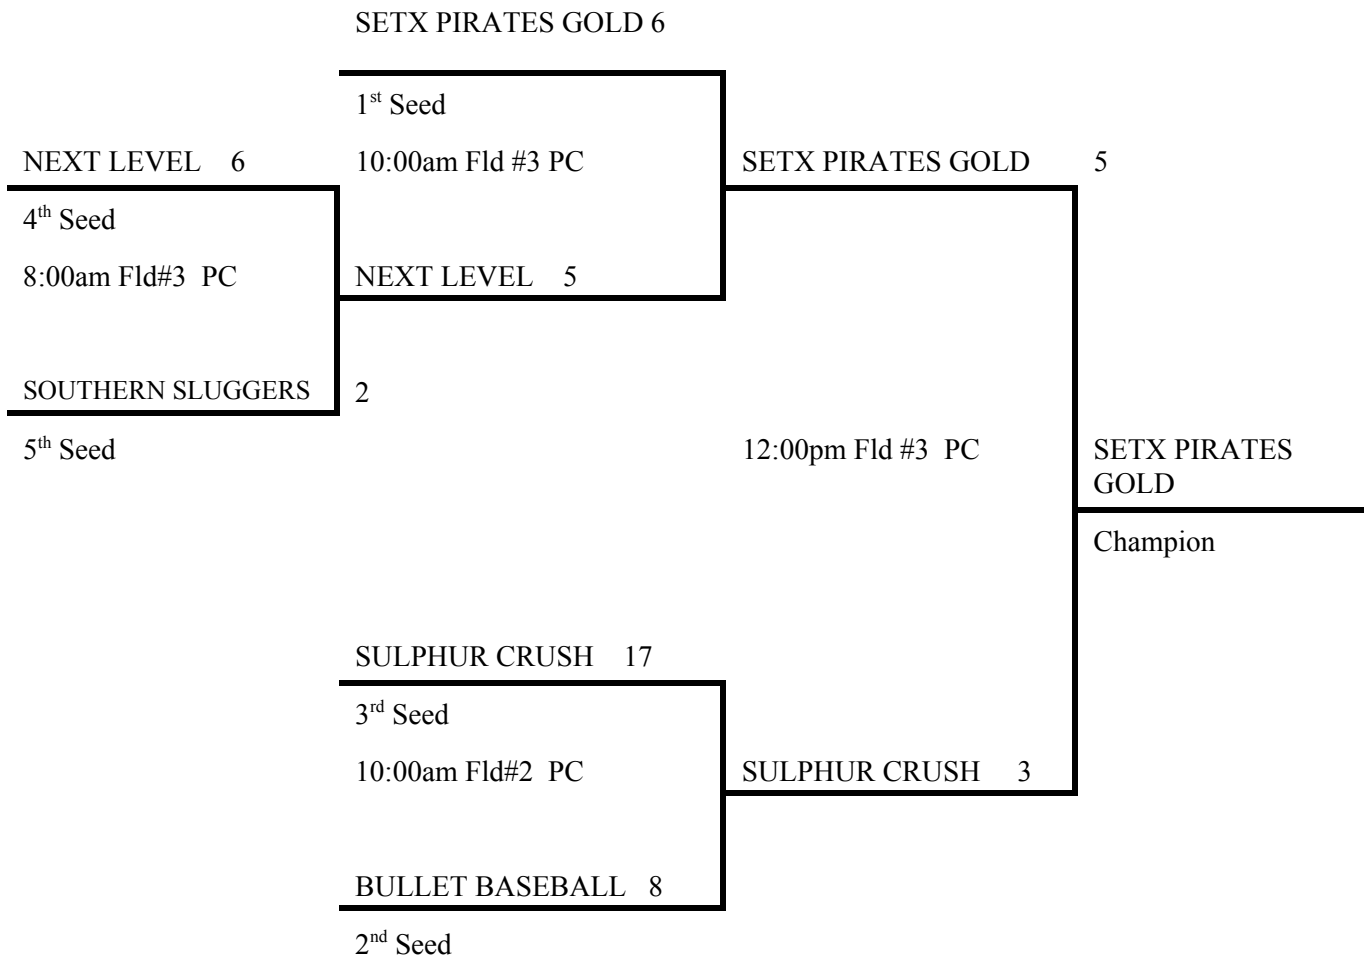 SETX PIRATES GOLD 6
1st Seed
NEXT LEVEL 6
10:00am Fld #3 PC
SETX PIRATES GOLD 5
4th Seed
8:00am Fld#3 PC
NEXT LEVEL 5
SOUTHERN SLUGGERS 2
5th Seed
12:00pm Fld #3 PC
SETX PIRATES
GOLD
Champion
SULPHUR CRUSH 17
3rd Seed
10:00am Fld#2 PC
SULPHUR CRUSH 3
BULLET BASEBALL 8
2nd Seed